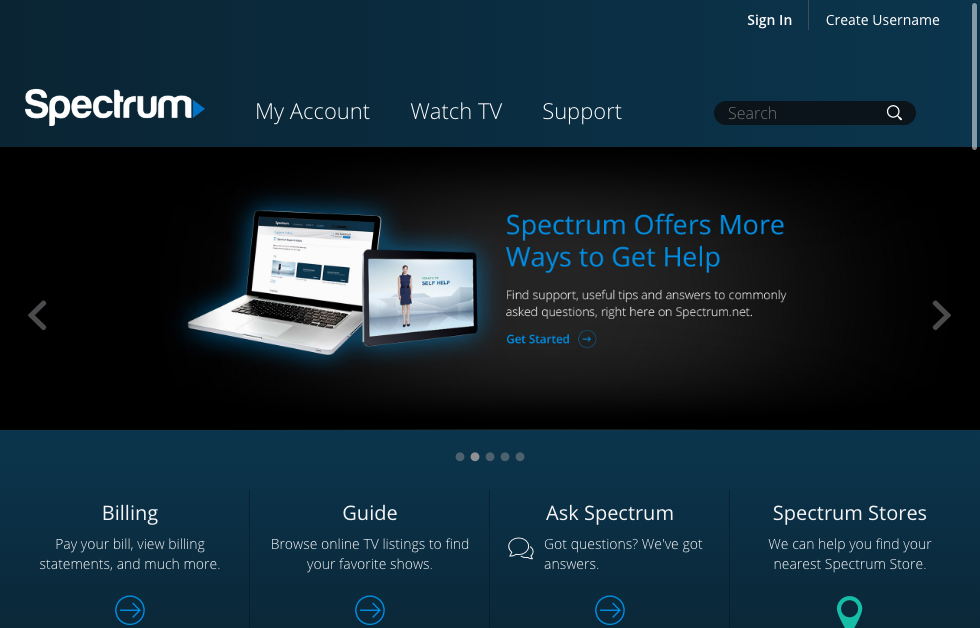 Sign In
Create Username
Spectrum
My Account
Watch TV
Support
Search
Spectrum Offers More
Ways to Get Help
Find support, useful tips and answers to commonly
asked questions, right here on Spectrum.net.
Get Started
SELF HELP
Billing
Pay your bill, view billing
statements, and much more.
Guide
Browse online TV listings to find
your favorite shows.
Ask Spectrum
Got questions? We've got
answers.
Spectrum Stores
We can help you find your
nearest Spectrum Store.